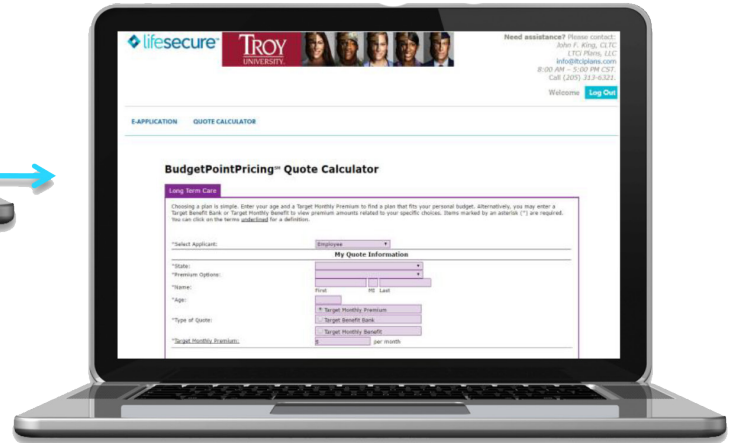 lifesecure
TROY
UNIVERSITY.
Need assistance? Please contact:
John F. King, CLTC
LTCI Plans, LLC
info@ltciplans.com
8:00 AM - 5:00 PM CST.
Call (205) 313-6321.
Welcome Log Out
E-APPLICATION QUOTE CALCULATOR
BudgetPointPricing℠ Quote Calculator
Long Term Care
Choosing a plan is simple. Enter your age and a Target Monthly Premium to find a plan that fits your personal budget. Alternatively, you may enter a
Target Benefit Bank or Target Monthly Benefit to view premium amounts related to your specific choices. Items marked by an asterisk (*) are required.
You can click on the terms underlined for a definition.
*Select Applicant: Employee
My Quote Information
*State:
*Premium Options:
*Name:
First MI Last
*Age:
*Type of Quote:
Target Monthly Premium
Target Benefit Bank
Target Monthly Benefit
*Target Monthly Premium: $ per month